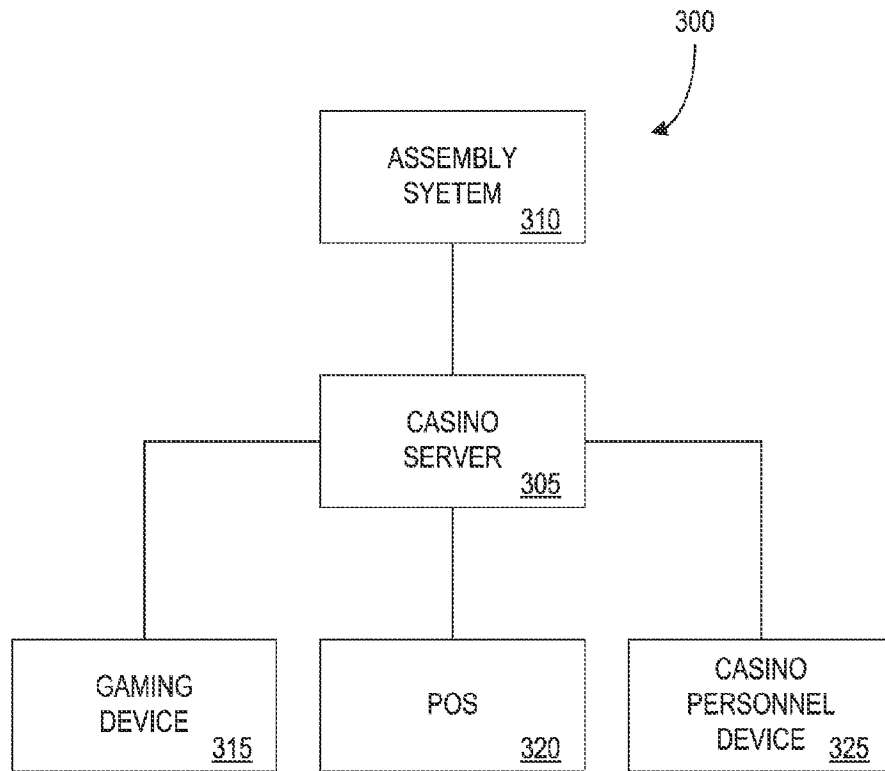 300
ASSEMBLY
SYETEM
310
CASINO
SERVER
305
GAMING
DEVICE
315
POS
320
CASINO
PERSONNEL
DEVICE
325